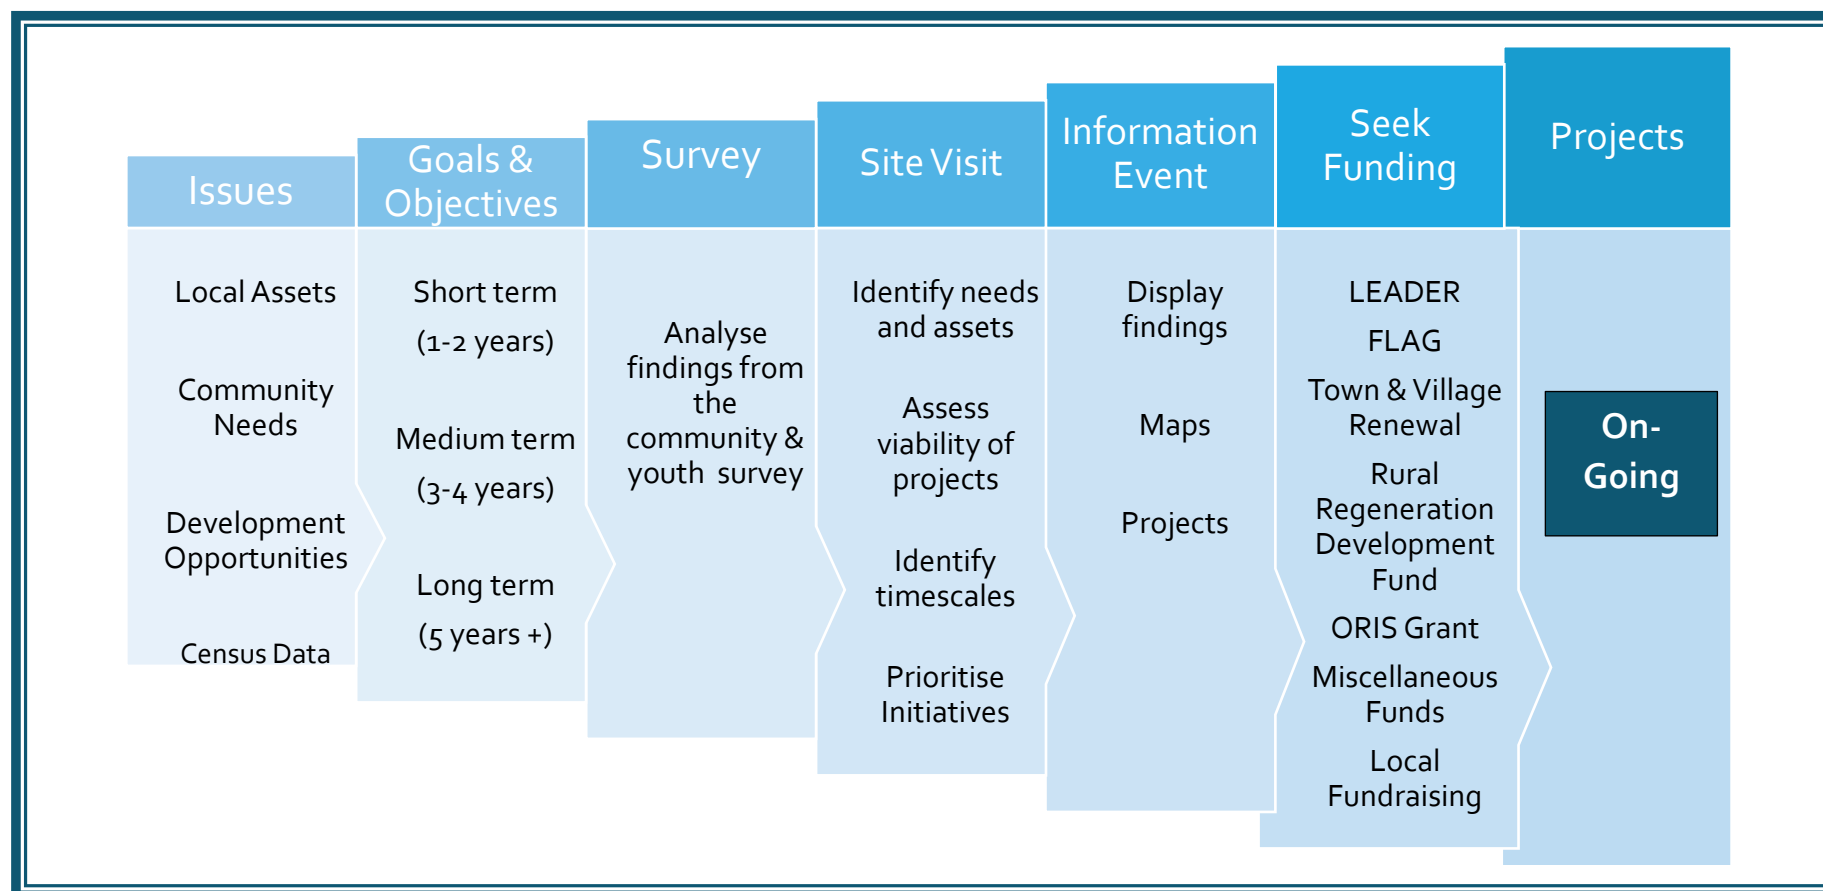 Issues
Local Assets
Community
Needs
Development
Opportunities
Census Data
Goals &
Objectives
Short term
(1-2 years)
Medium term
(3-4 years)
Long term
(5 years +)
Survey
Analyse
findings from
the
community &
youth survey
Site Visit
Identify needs
and assets
Assess
viability of
projects
Identify
timescales
Prioritise
Initiatives
Information
Event
Display
findings
Maps
Projects
Seek
Funding
LEADER
FLAG
Town & Village
Renewal
Rural
Regeneration
Development
Fund
ORIS Grant
Miscellaneous
Funds
Local
Fundraising
Projects
On-
Going